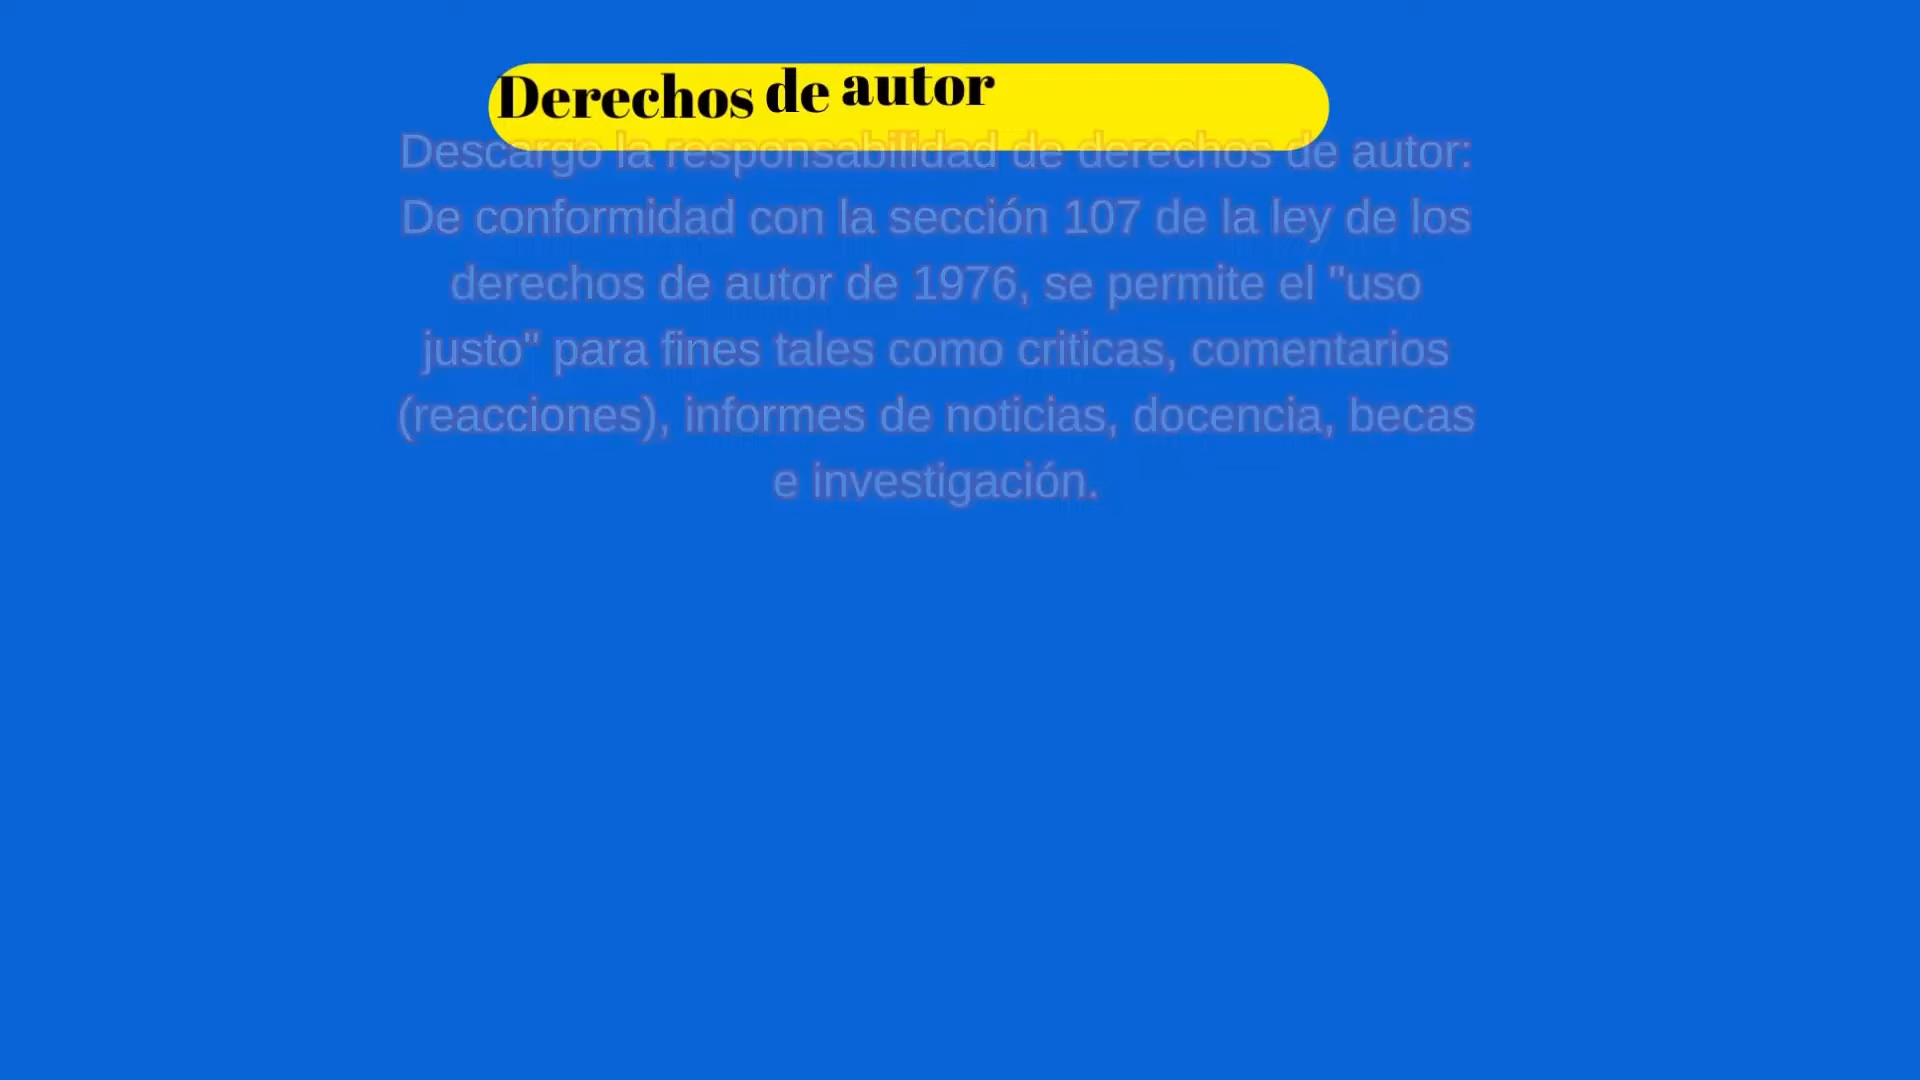 Derechos de autor
Descargo la responsabilidad de derechos de autor:
De conformidad con la sección 107 de la ley de los
derechos de autor de 1976, se permite el "uso
justo" para fines tales como criticas, comentarios
(reacciones), informes de noticias, docencia, becas
e investigación.